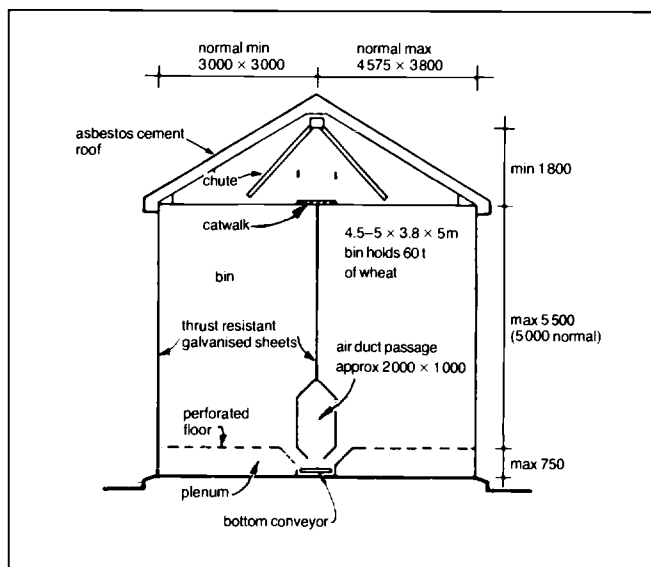 normal min
3000 × 3000
normal max
4575 × 3800
asbestos cement
roof
chute
min 1800
catwalk
4.5–5 × 3.8 × 5m
bin holds 60 t
of wheat
bin
max 5500
(5000 normal)
thrust resistant
galvanised sheets
air duct passage
approx 2000 × 1000
perforated
floor
max 750
plenum
bottom conveyor